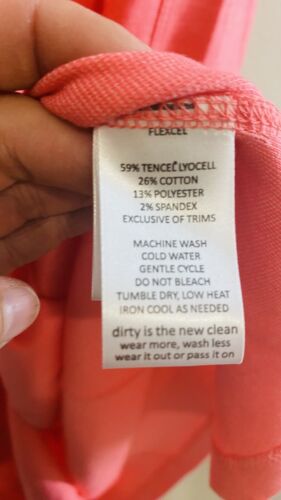 FLEXCEL
59% TENCEL LYOCELL
26% COTTON
13% POLYESTER
2% SPANDEX
EXCLUSIVE OF TRIMS
MACHINE WASH
COLD WATER
GENTLE CYCLE
DO NOT BLEACH
TUMBLE DRY, LOW HEAT
IRON COOL AS NEEDED
dirty is the new clean
wear more, wash less
wear it out or pass it on